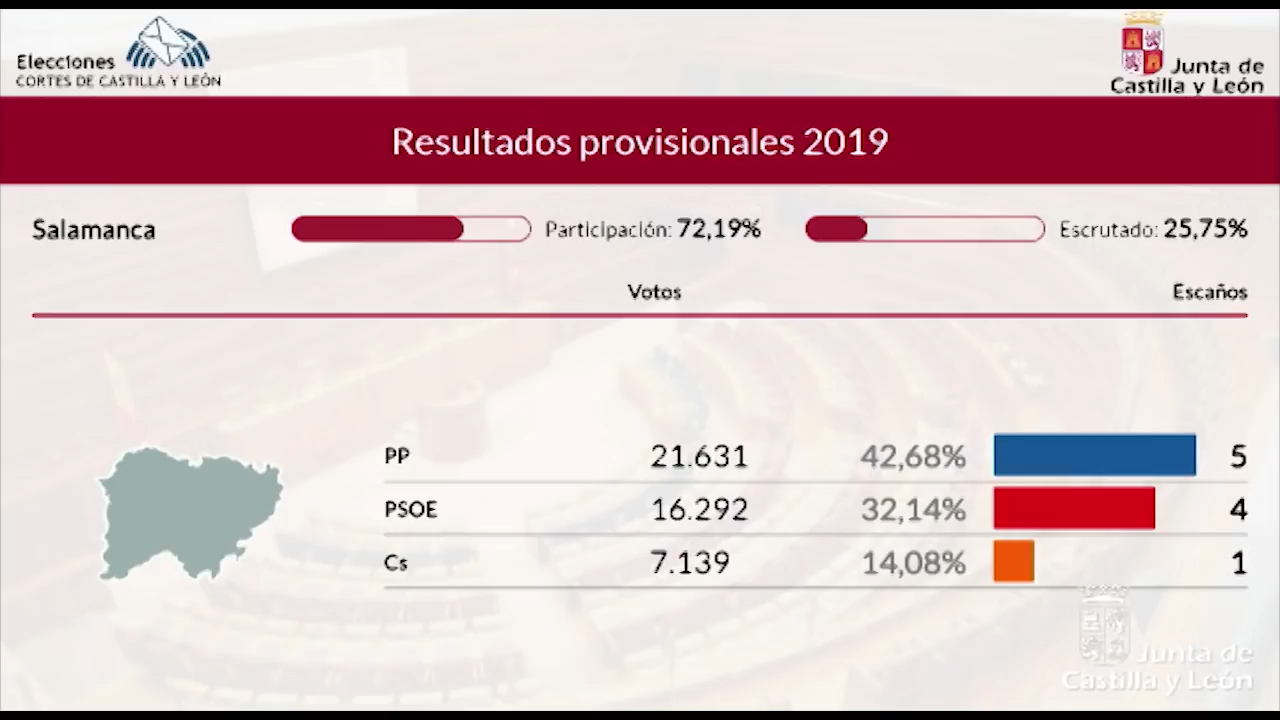 Elecciones
CORTES DE CASTILLA Y LEÓN
Junta de
Castilla y León
Resultados provisionales 2019
Salamanca Participación: 72,19% Escrutado: 25,75%
Votos Escaños
PP 21.631 42,68% 5
PSOE 16.292 32,14% 4
Cs 7.139 14,08% 1
Junta de
Castilla y León